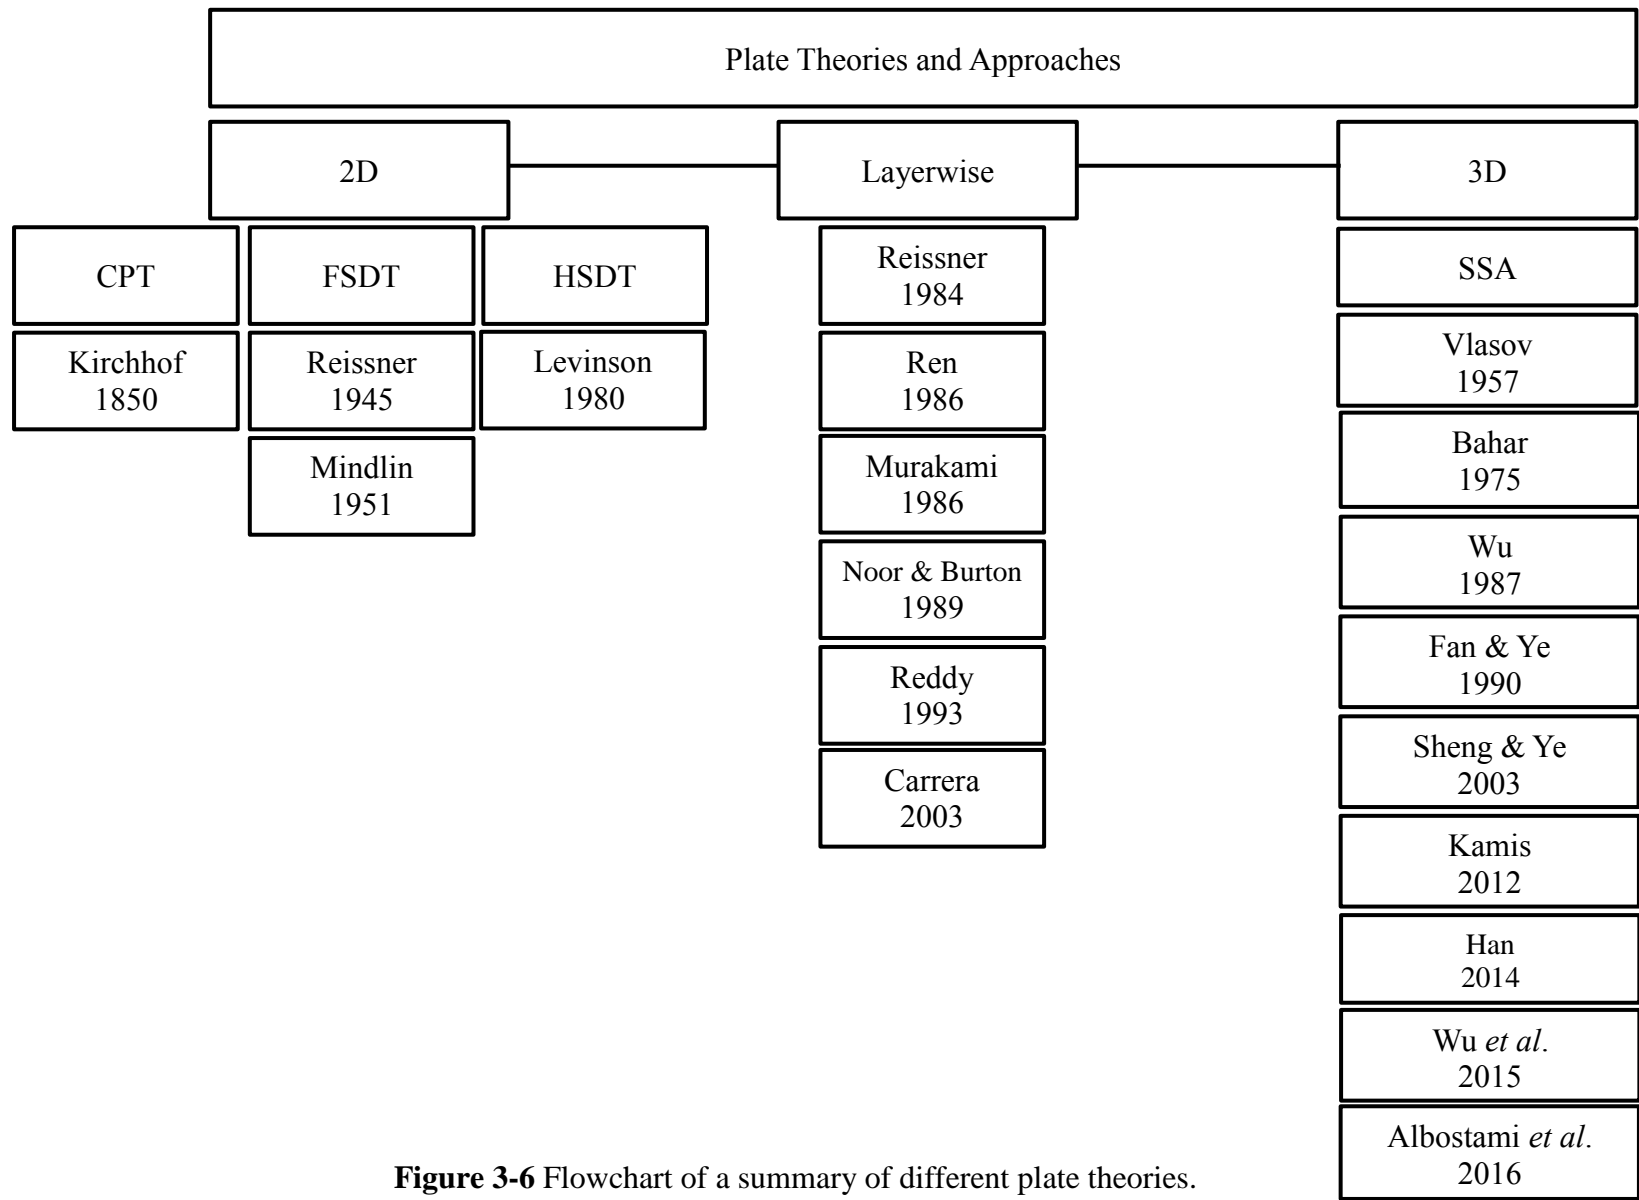 Plate Theories and Approaches
2D
Layerwise
3D
CPT
FSDT
HSDT
Kirchhof
1850
Reissner
1945
Levinson
1980
Mindlin
1951
Reissner
1984
Ren
1986
Murakami
1986
Noor & Burton
1989
Reddy
1993
Carrera
2003
SSA
Vlasov
1957
Bahar
1975
Wu
1987
Fan & Ye
1990
Sheng & Ye
2003
Kamis
2012
Han
2014
Wu et al.
2015
Albostami et al.
2016
Figure 3-6 Flowchart of a summary of different plate theories.